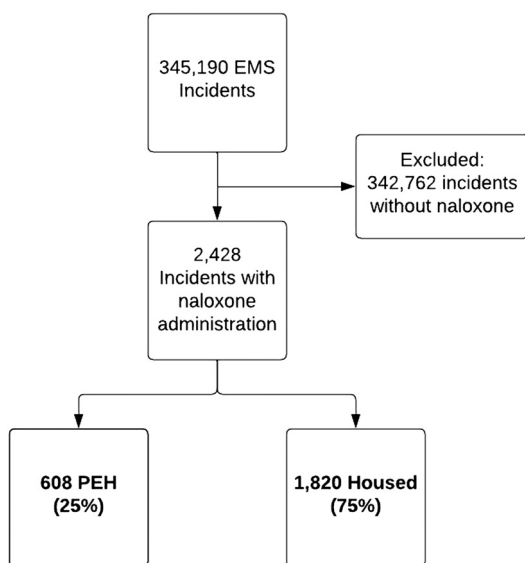 345,190 EMS
Incidents
Excluded:
342,762 incidents
without naloxone
2,428
Incidents with
naloxone
administration
608 PEH
(25%)
1,820 Housed
(75%)